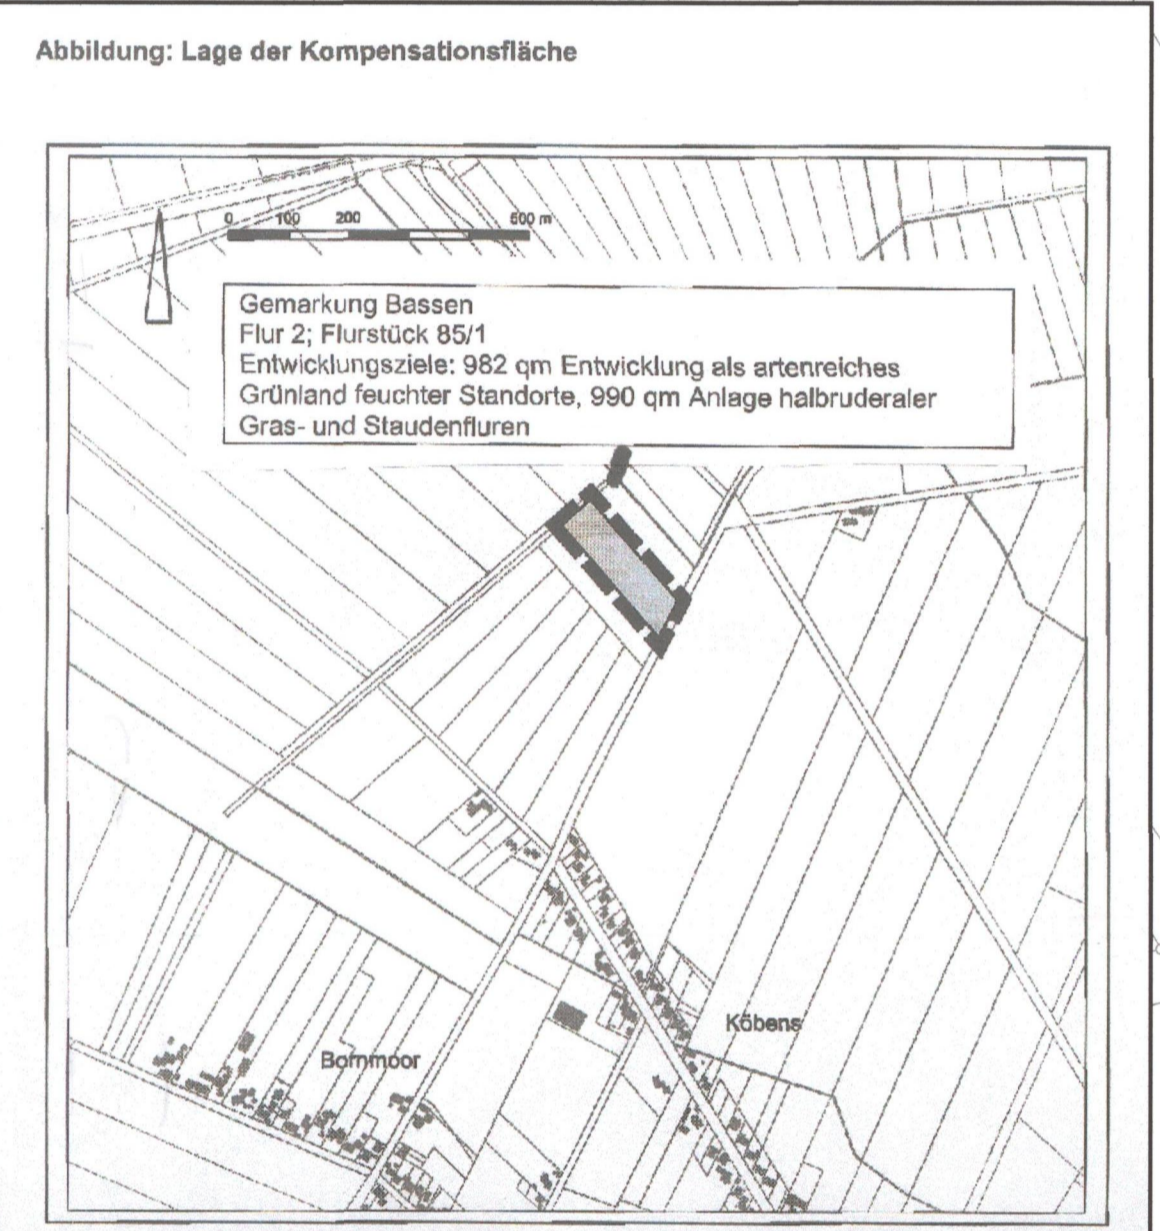 Abbildung: Lage der Kompensationsfläche
0 100 200 500 m
Gemarkung Bassen
Flur 2; Flurstück 85/1
Entwicklungsziele: 982 qm Entwicklung als artenreiches
Grünland feuchter Standorte, 990 qm Anlage halbruderaler
Gras- und Staudenfluren
Köbens
Bornmoor